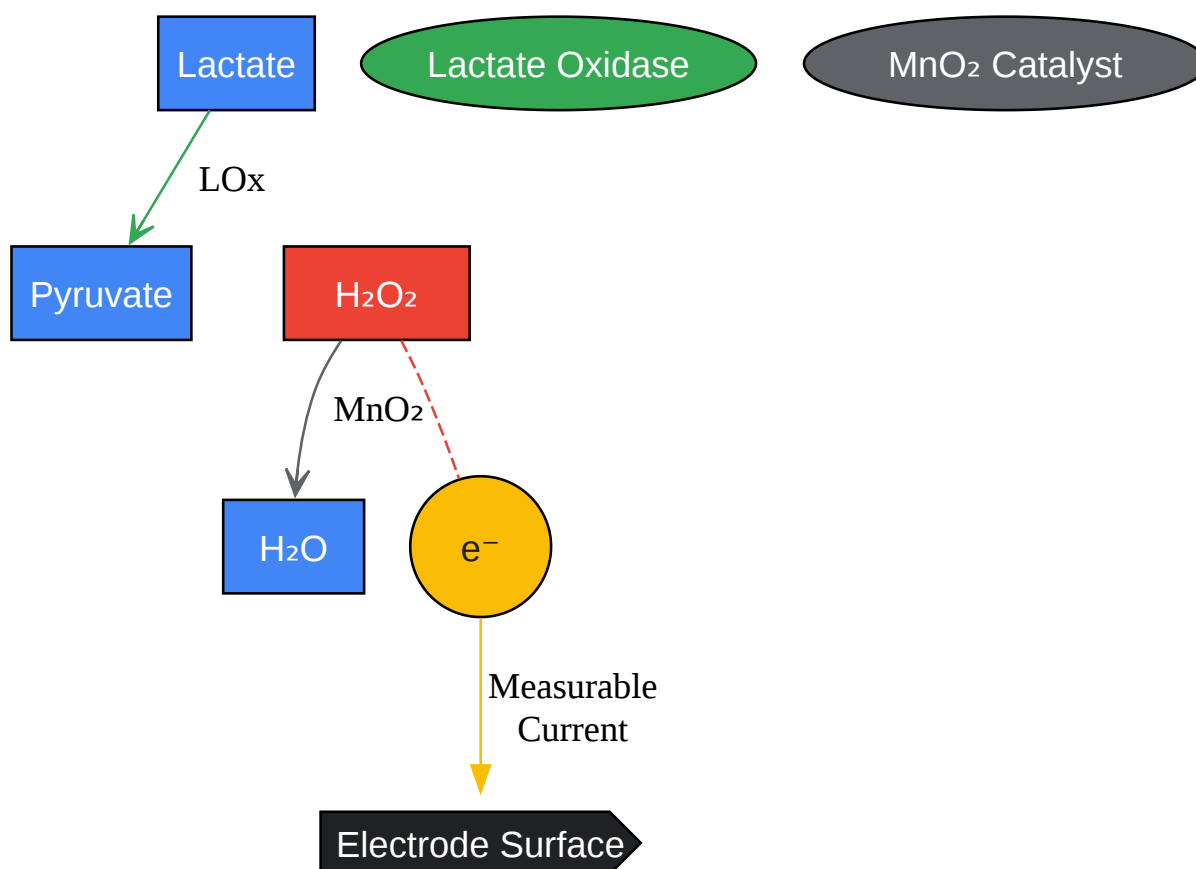 Lactate
Lactate Oxidase
MnO₂ Catalyst
LOx
Pyruvate
H₂O₂
MnO₂
H₂O
e⁻
Measurable
Current
Electrode Surface